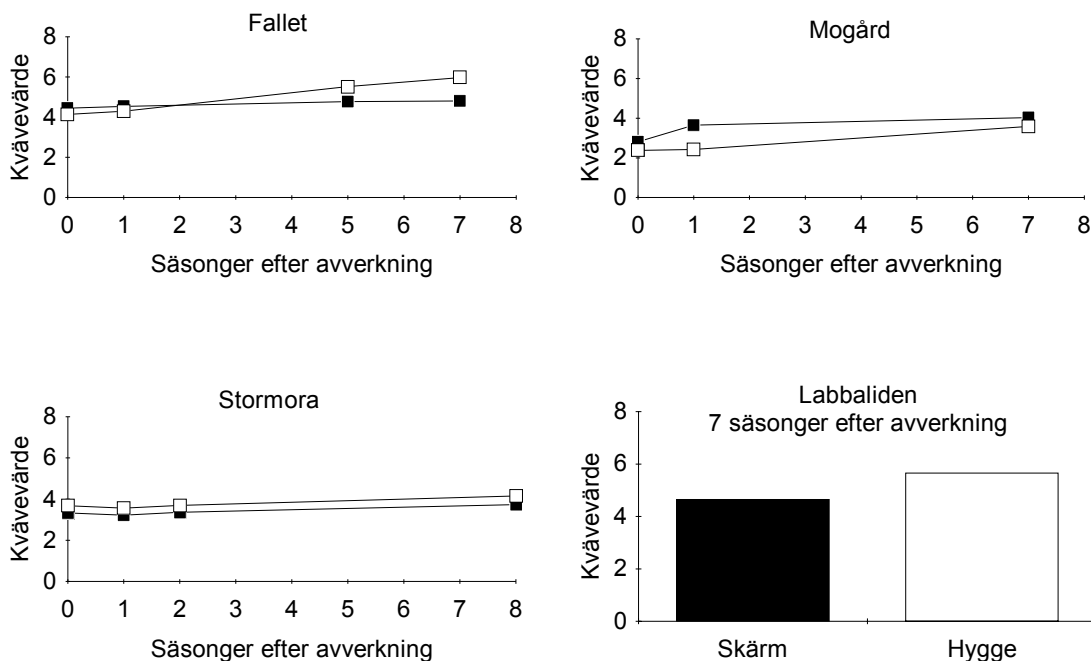 Fallet
Kvävevärde
8
6
4
2
0
0 1 2 3 4 5 6 7 8
Säsonger efter avverkning
Mogård
Kvävevärde
8
6
4
2
0
0 1 2 3 4 5 6 7 8
Säsonger efter avverkning
Stormora
Kvävevärde
8
6
4
2
0
0 1 2 3 4 5 6 7 8
Säsonger efter avverkning
Labbaliden
7 säsonger efter avverkning
Kvävevärde
8
6
4
2
0
Skärm Hygge